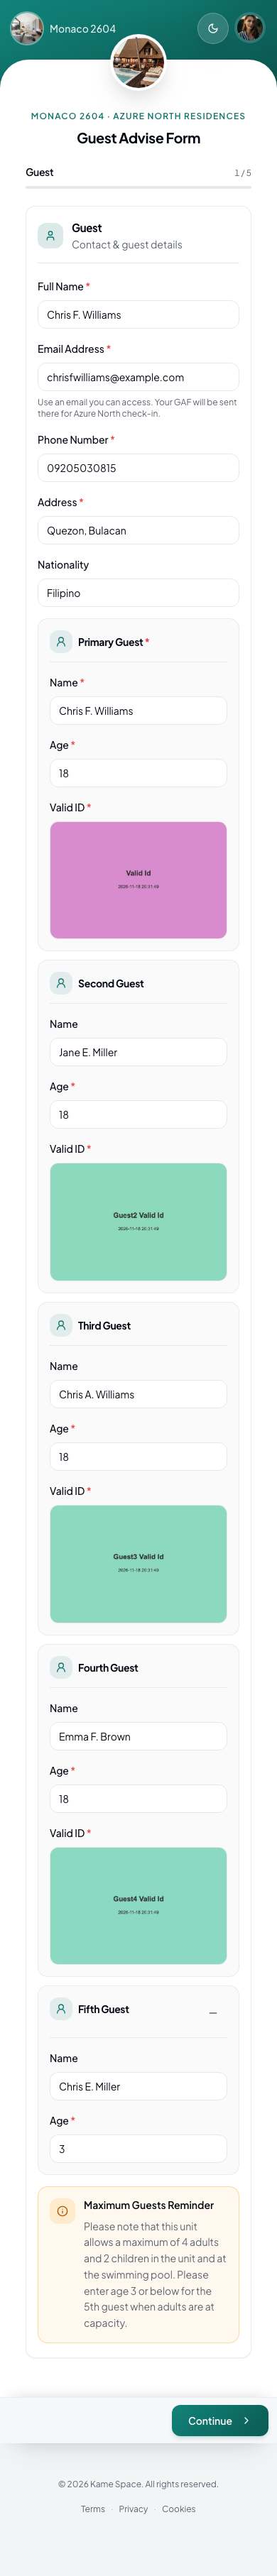 Monaco 2604
MONACO 2604 · AZURE NORTH RESIDENCES
Guest Advise Form
Guest
1 / 5
Guest
Contact & guest details
Full Name *
Chris F. Williams
Email Address *
chrisfwilliams@example.com
Use an email you can access. Your GAF will be sent
there for Azure North check-in.
Phone Number *
09205030815
Address *
Quezon, Bulacan
Nationality
Filipino
Primary Guest *
Name *
Chris F. Williams
Age *
18
Valid ID *
Valid Id
Second Guest
Name
Jane E. Miller
Age *
18
Valid ID *
Guest2 Valid Id
Third Guest
Name
Chris A. Williams
Age *
18
Valid ID *
Guest3 Valid Id
Fourth Guest
Name
Emma F. Brown
Age *
18
Valid ID *
Guest4 Valid Id
Fifth Guest
Name
Chris E. Miller
Age *
3
Maximum Guests Reminder
Please note that this unit
allows a maximum of 4 adults
and 2 children in the unit and at
the swimming pool. Please
enter age 3 or below for the
5th guest when adults are at
capacity.
Continue
© 2026 Kame Space. All rights reserved.
Terms · Privacy · Cookies